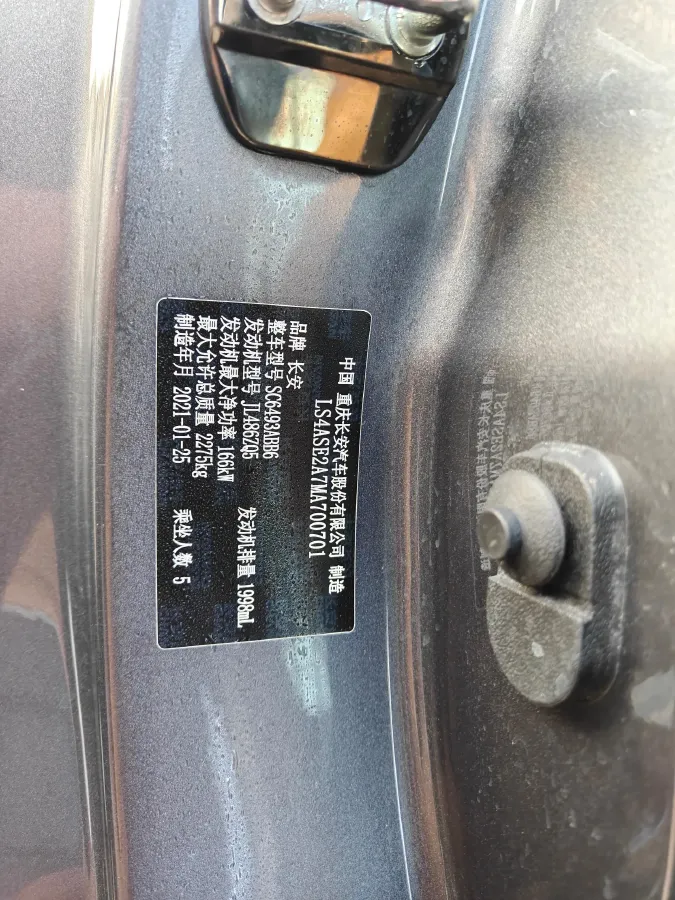 中国 重庆长安汽车股份有限公司 制造
LS4ASE2A7MA700701
品牌 长安
整车型号 SC6493ABB6
发动机型号 JL486ZQ5 发动机排量 1998mL
发动机最大净功率 166kW
最大允许总质量 2275kg
制造年月 2021-01-25 乘坐人数 5